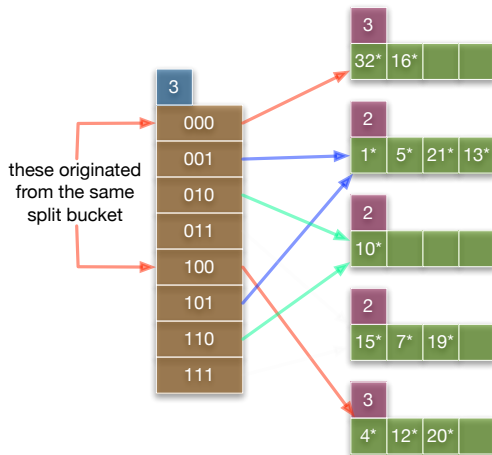 3
32* 16*
3
000
001
010
011
100
101
110
111
these originated
from the same
split bucket
2
1* 5* 21* 13*
2
10*
2
15* 7* 19*
3
4* 12* 20*